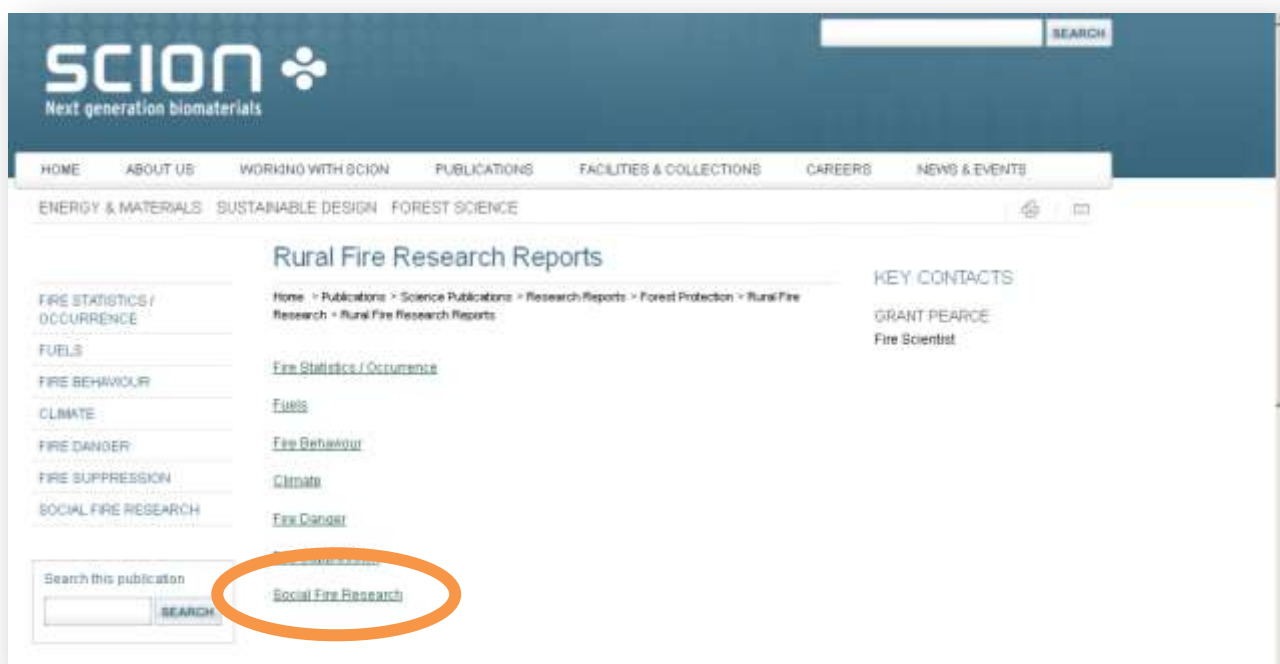 SEARCH
SCION
Next generation biomaterials
HOME ABOUT US WORKING WITH SCION PUBLICATIONS FACILITIES & COLLECTIONS CAREERS NEWS & EVENTS
ENERGY & MATERIALS SUSTAINABLE DESIGN FOREST SCIENCE
FIRE STATISTICS /
OCCURRENCE
FUELS
FIRE BEHAVIOUR
CLIMATE
FIRE DANGER
FIRE SUPPRESSION
SOCIAL FIRE RESEARCH
Search this publication
SEARCH
Rural Fire Research Reports
Home > Publications > Science Publications > Research Reports > Forest Protection > Rural Fire
Research > Rural Fire Research Reports
Fire Statistics / Occurrence
Fuels
Fire Behaviour
Climate
Fire Danger
Social Fire Research
KEY CONTACTS
GRANT PEARCE
Fire Scientist